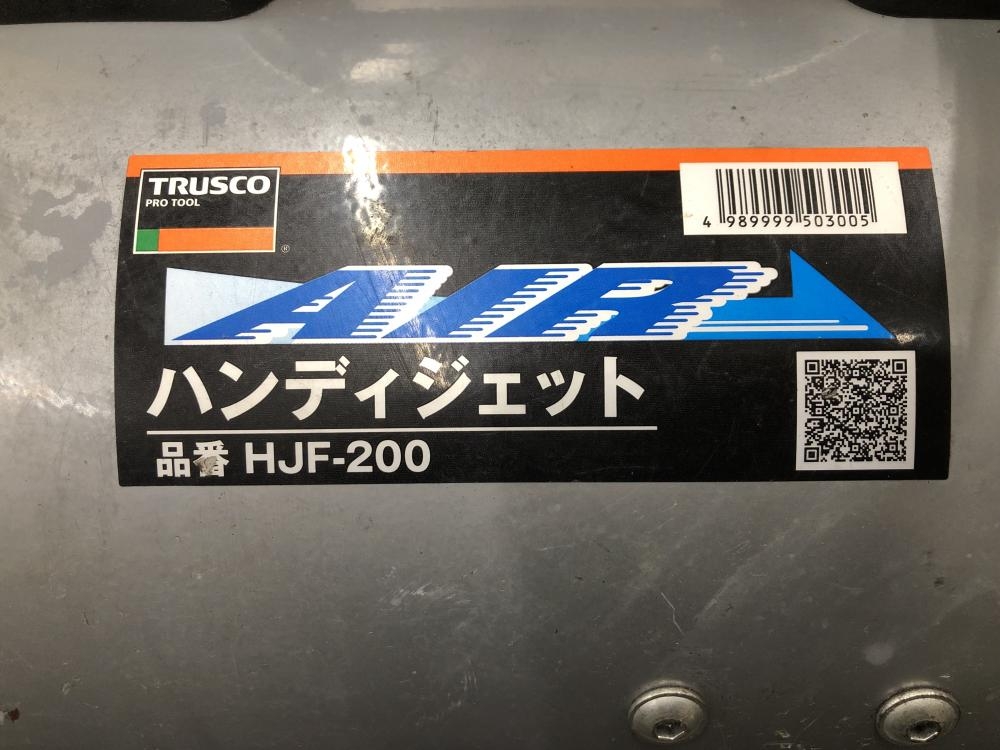 TRUSCO
PRO TOOL
®
4 989999 503005
AIR
ハンディジェット
品番 HJF-200